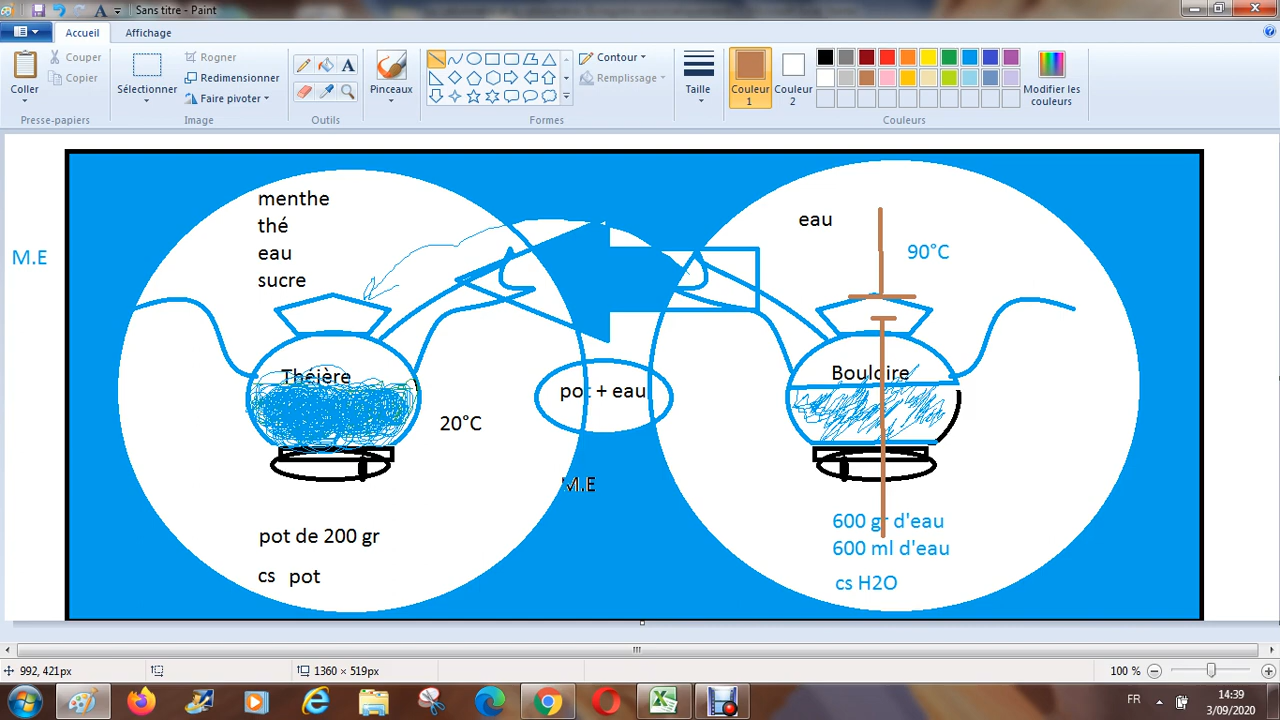 Sans titre - Paint
Accueil
Affichage
Coller
Couper
Copier
Presse-papiers
Sélectionner
Rogner
Redimensionner
Faire pivoter
Image
A
Outils
Pinceaux
Contour
Remplissage
Formes
Taille
Couleur
1
Couleur
2
Modifier les
couleurs
Couleurs
menthe
thé
eau
sucre
M.E
eau
90°C
Théière
20°C
pot + eau
Bouloire
M.E
pot de 200 gr
cs pot
600 gr d'eau
600 ml d'eau
cs H2O
992, 421px
1360 × 519px
100 %
FR
14:39
3/09/2020